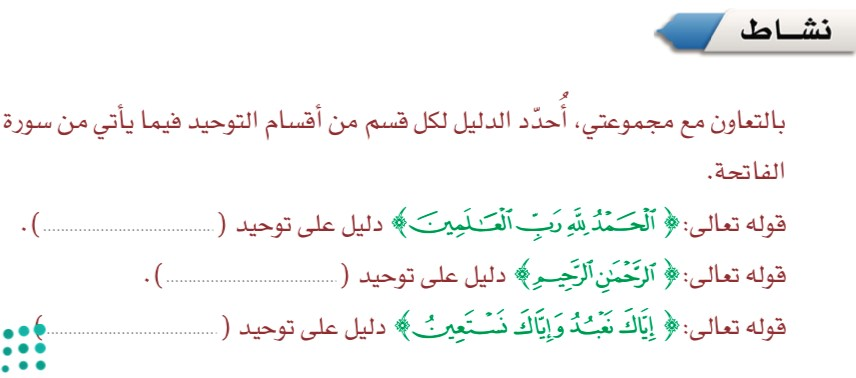 نشــاط
بالتعاون مع مجموعتي، أُحدّد الدليل لكل قسم من أقسام التوحيد فيما يأتي من سورة
الفاتحة.
قوله تعالى: ﴿ ٱلۡحَمۡدُ لِلَّهِ رَبِّ ٱلۡعَٰلَمِينَ ﴾ دليل على توحيد (........................................).
قوله تعالى: ﴿ ٱلرَّحۡمَٰنِ ٱلرَّحِيمِ ﴾ دليل على توحيد (........................................).
قوله تعالى: ﴿ إِيَّاكَ نَعۡبُدُ وَإِيَّاكَ نَسۡتَعِينُ ﴾ دليل على توحيد (........................................)